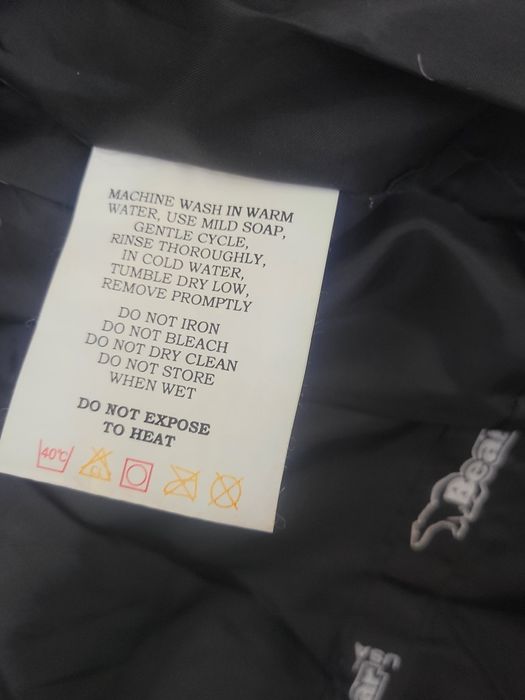 MACHINE WASH IN WARM
WATER, USE MILD SOAP,
GENTLE CYCLE,
RINSE THOROUGHLY,
IN COLD WATER,
TUMBLE DRY LOW,
REMOVE PROMPTLY
DO NOT IRON
DO NOT BLEACH
DO NOT DRY CLEAN
DO NOT STORE
WHEN WET
DO NOT EXPOSE
TO HEAT
40°C
Bear